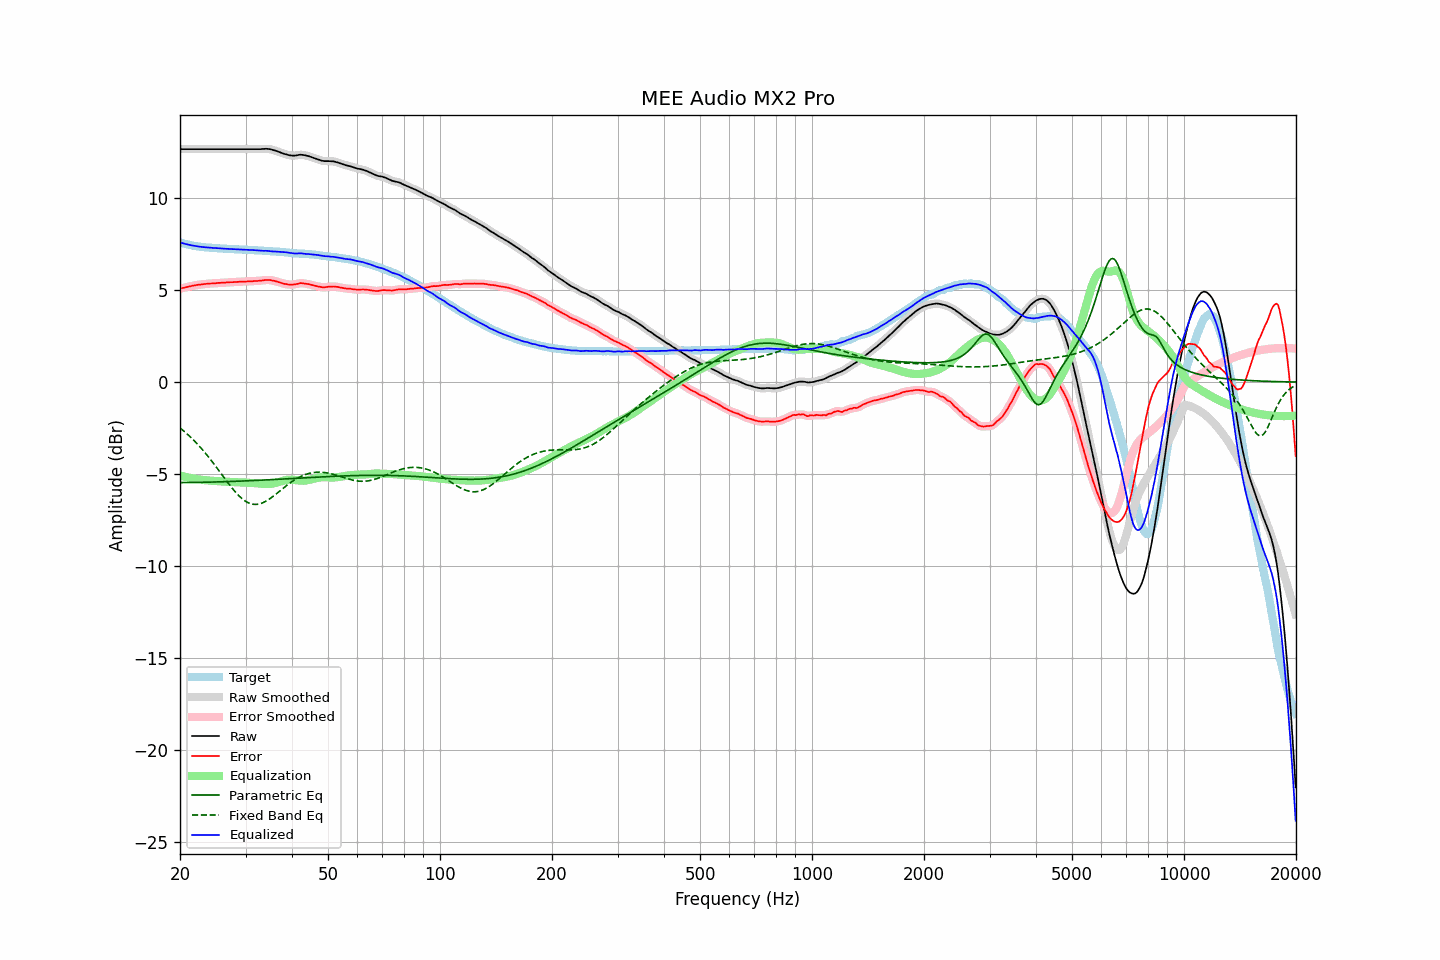 MEE Audio MX2 Pro
Amplitude (dBr)
10
5
0
−5
−10
−15
−20
−25
Target
Raw Smoothed
Error Smoothed
Raw
Error
Equalization
Parametric Eq
Fixed Band Eq
Equalized
20 50 100 200 500 1000 2000 5000 10000 20000
Frequency (Hz)